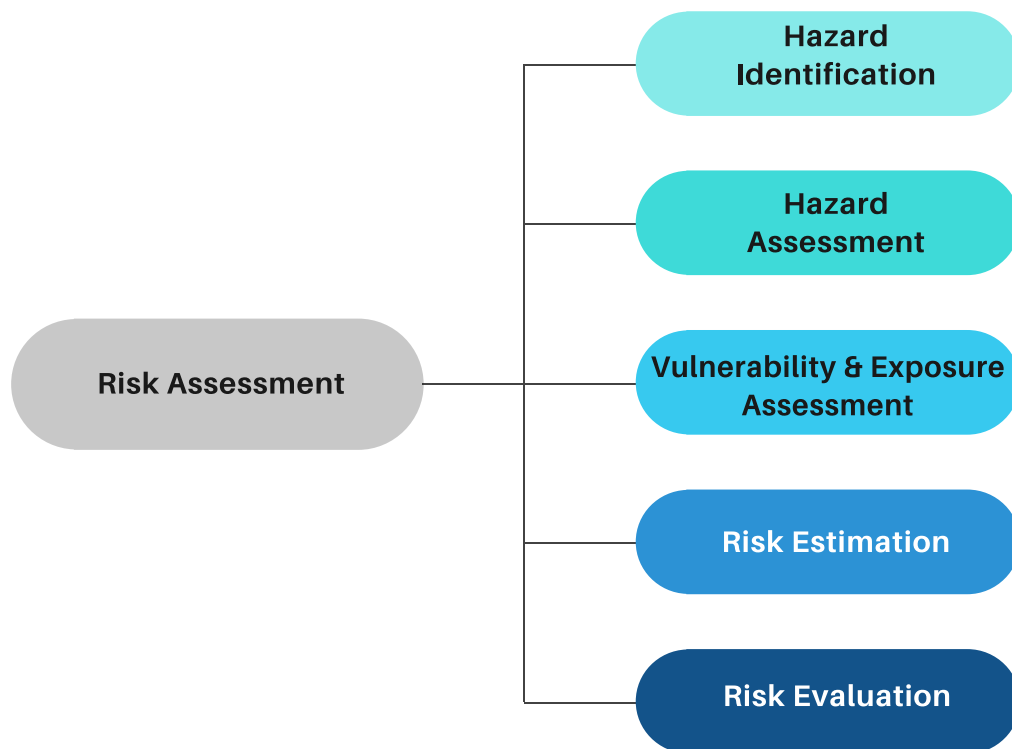 Hazard
Identification
Hazard
Assessment
Risk Assessment
Vulnerability & Exposure
Assessment
Risk Estimation
Risk Evaluation